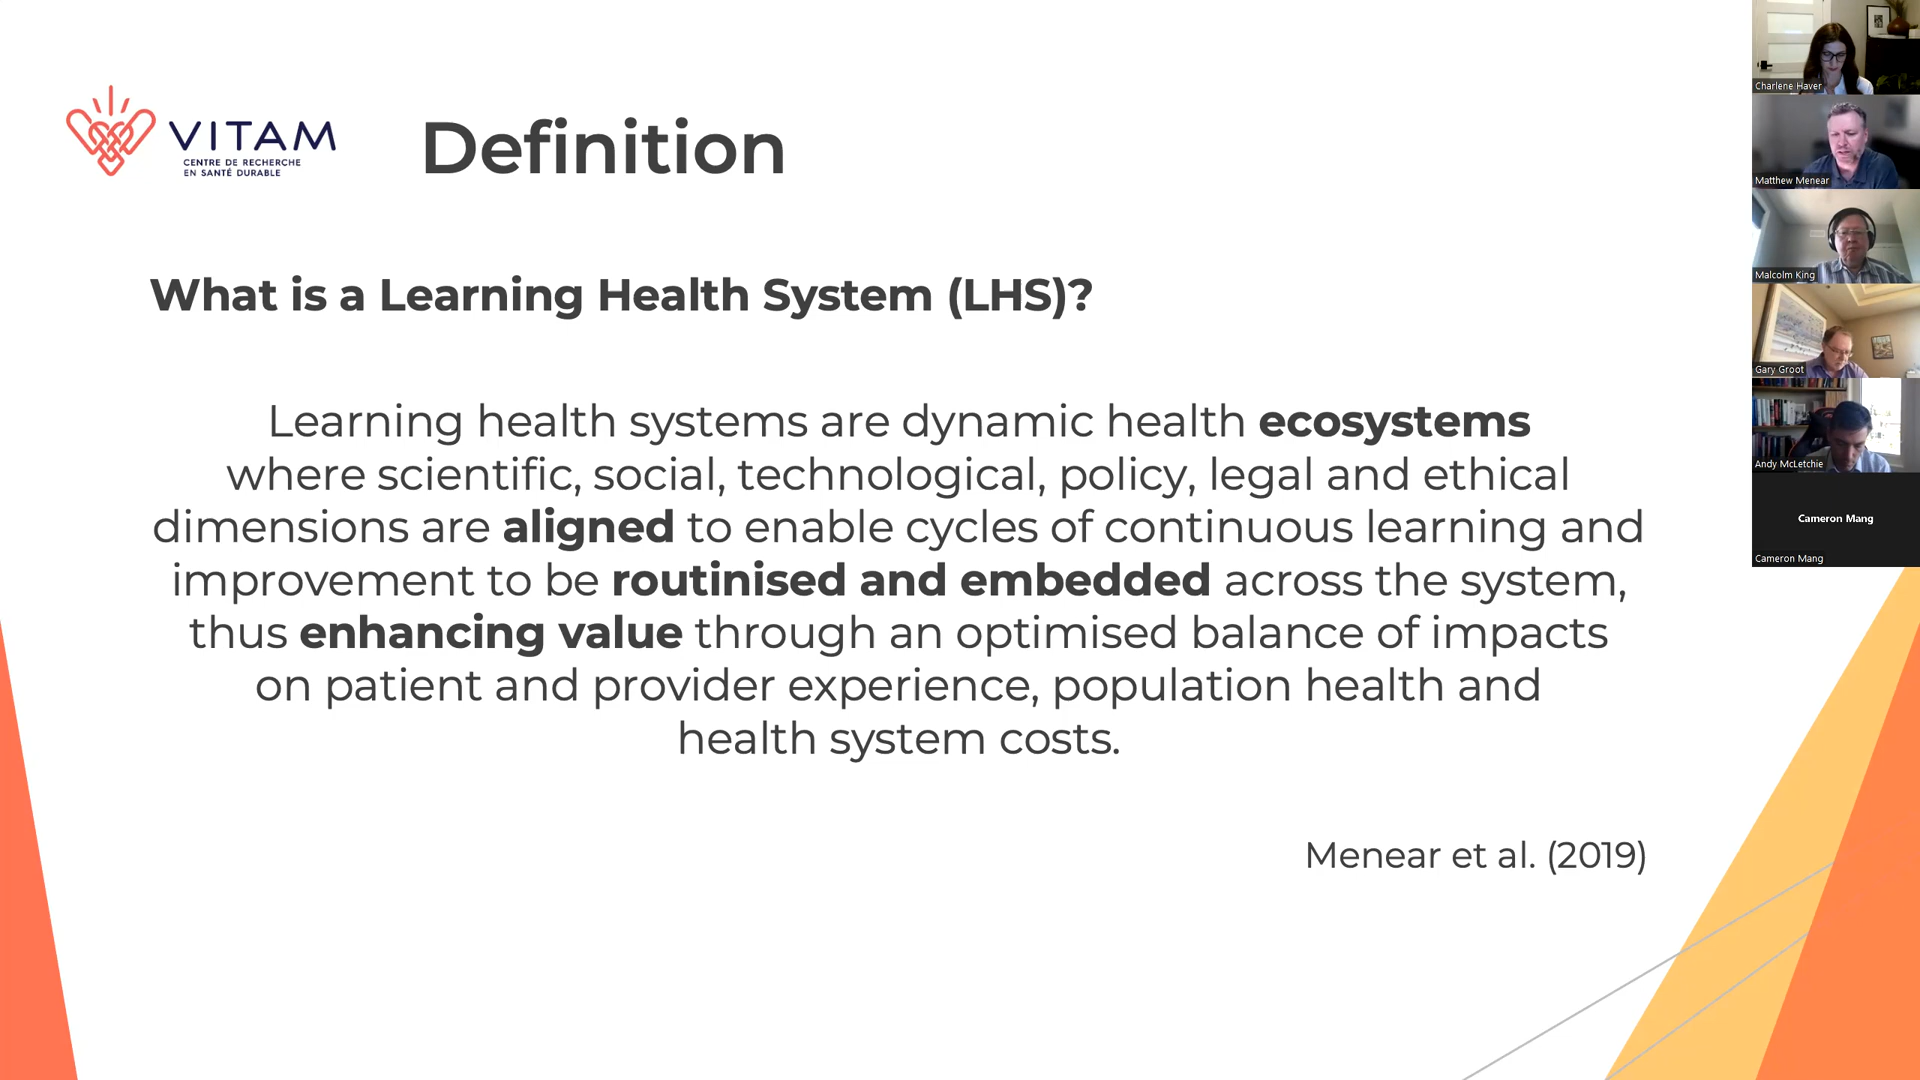 VITAM
CENTRE DE RECHERCHE
EN SANTÉ DURABLE
Definition
What is a Learning Health System (LHS)?
Learning health systems are dynamic health ecosystems
where scientific, social, technological, policy, legal and ethical
dimensions are aligned to enable cycles of continuous learning and
improvement to be routinised and embedded across the system,
thus enhancing value through an optimised balance of impacts
on patient and provider experience, population health and
health system costs.
Menear et al. (2019)
Charlene Haver
Matthew Menear
Malcolm King
Gary Groot
Andy McLetchie
Cameron Mang
Cameron Mang